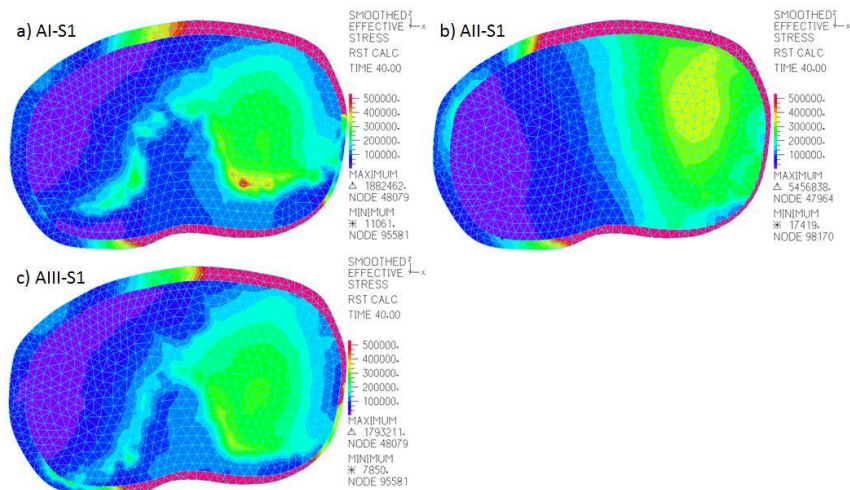 a) AI-S1
SMOOTHED
EFFECTIVE
STRESS
RST CALC
TIME 40.00
500000.
400000.
300000.
200000.
100000.
MAXIMUM
△ 1882462.
NODE 48079
MINIMUM
* 11061.
NODE 95581
b) AII-S1
SMOOTHED
EFFECTIVE
STRESS
RST CALC
TIME 40.00
500000.
400000.
300000.
200000.
100000.
MAXIMUM
△ 5456838.
NODE 47964
MINIMUM
* 17419.
NODE 98170
c) AIII-S1
SMOOTHED
EFFECTIVE
STRESS
RST CALC
TIME 40.00
500000.
400000.
300000.
200000.
100000.
MAXIMUM
△ 1793211.
NODE 48079
MINIMUM
* 7850.
NODE 95581